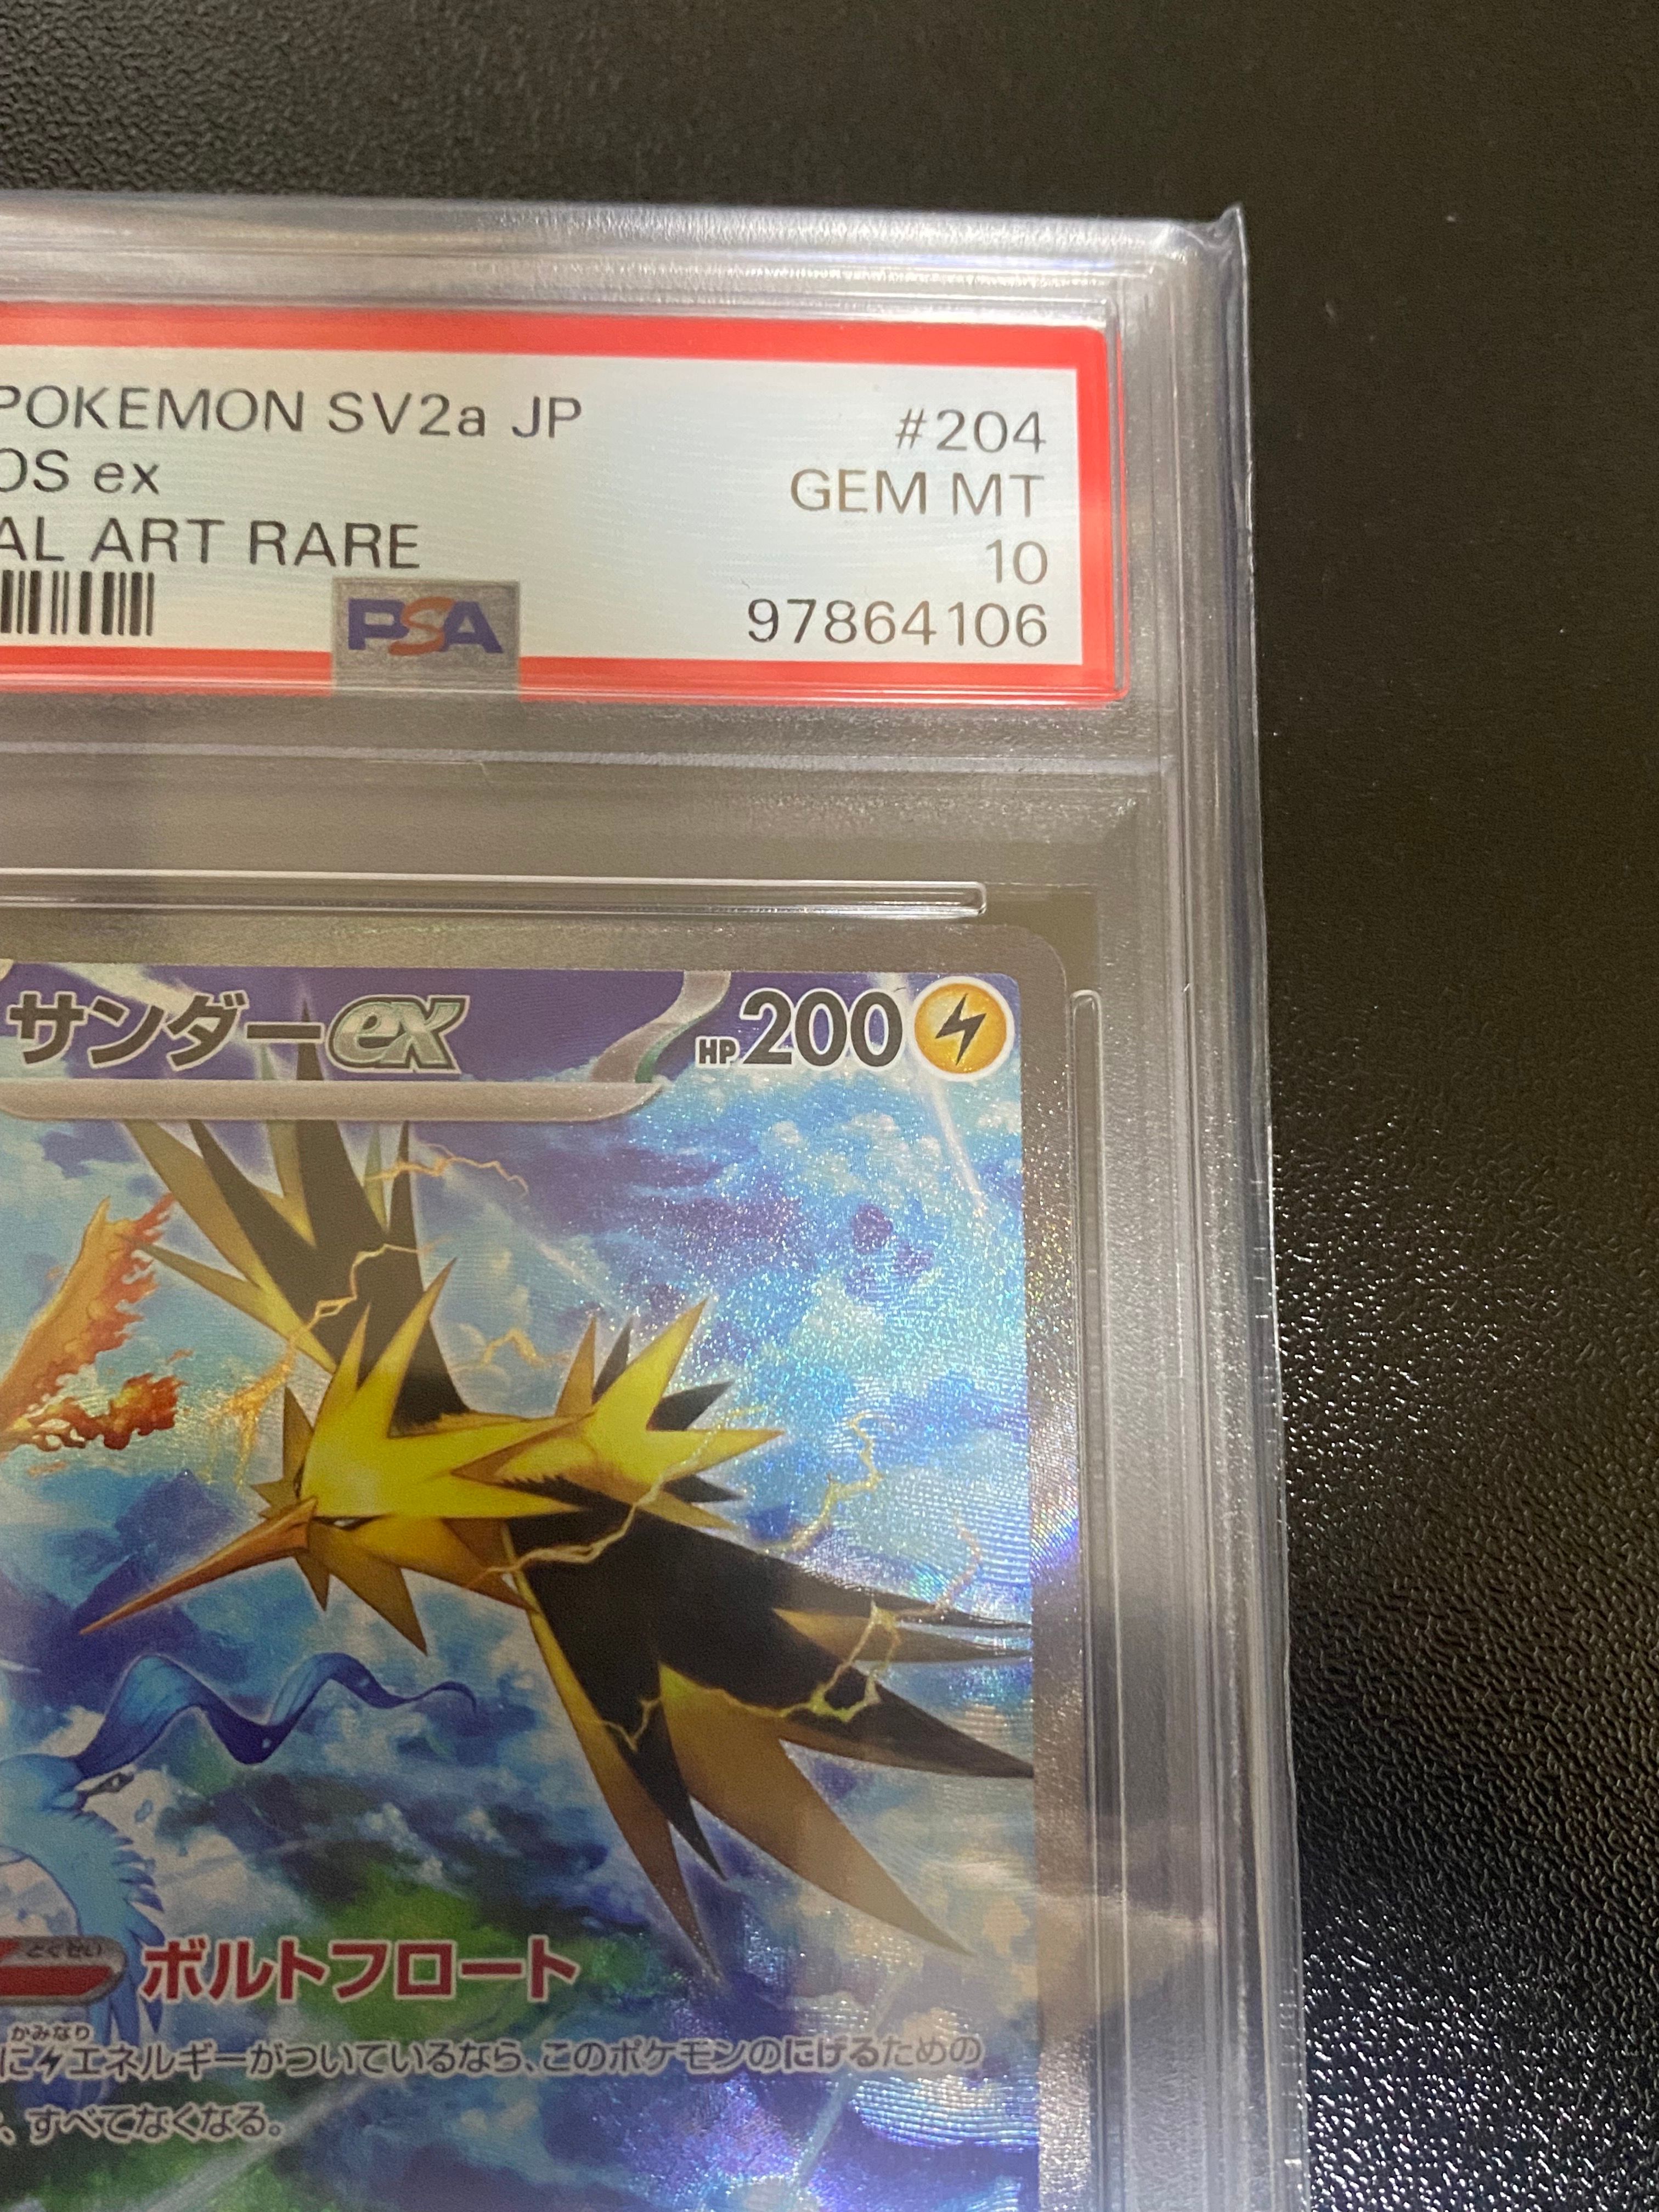 POKEMON SV2a JP #204
OS ex GEM MT
AL ART RARE 10
PSA 97864106
サンダーex HP200
とくせい
ボルトフロート
かみなり
にエネルギーがついているなら、このポケモンのにげるための
、すべてなくなる。